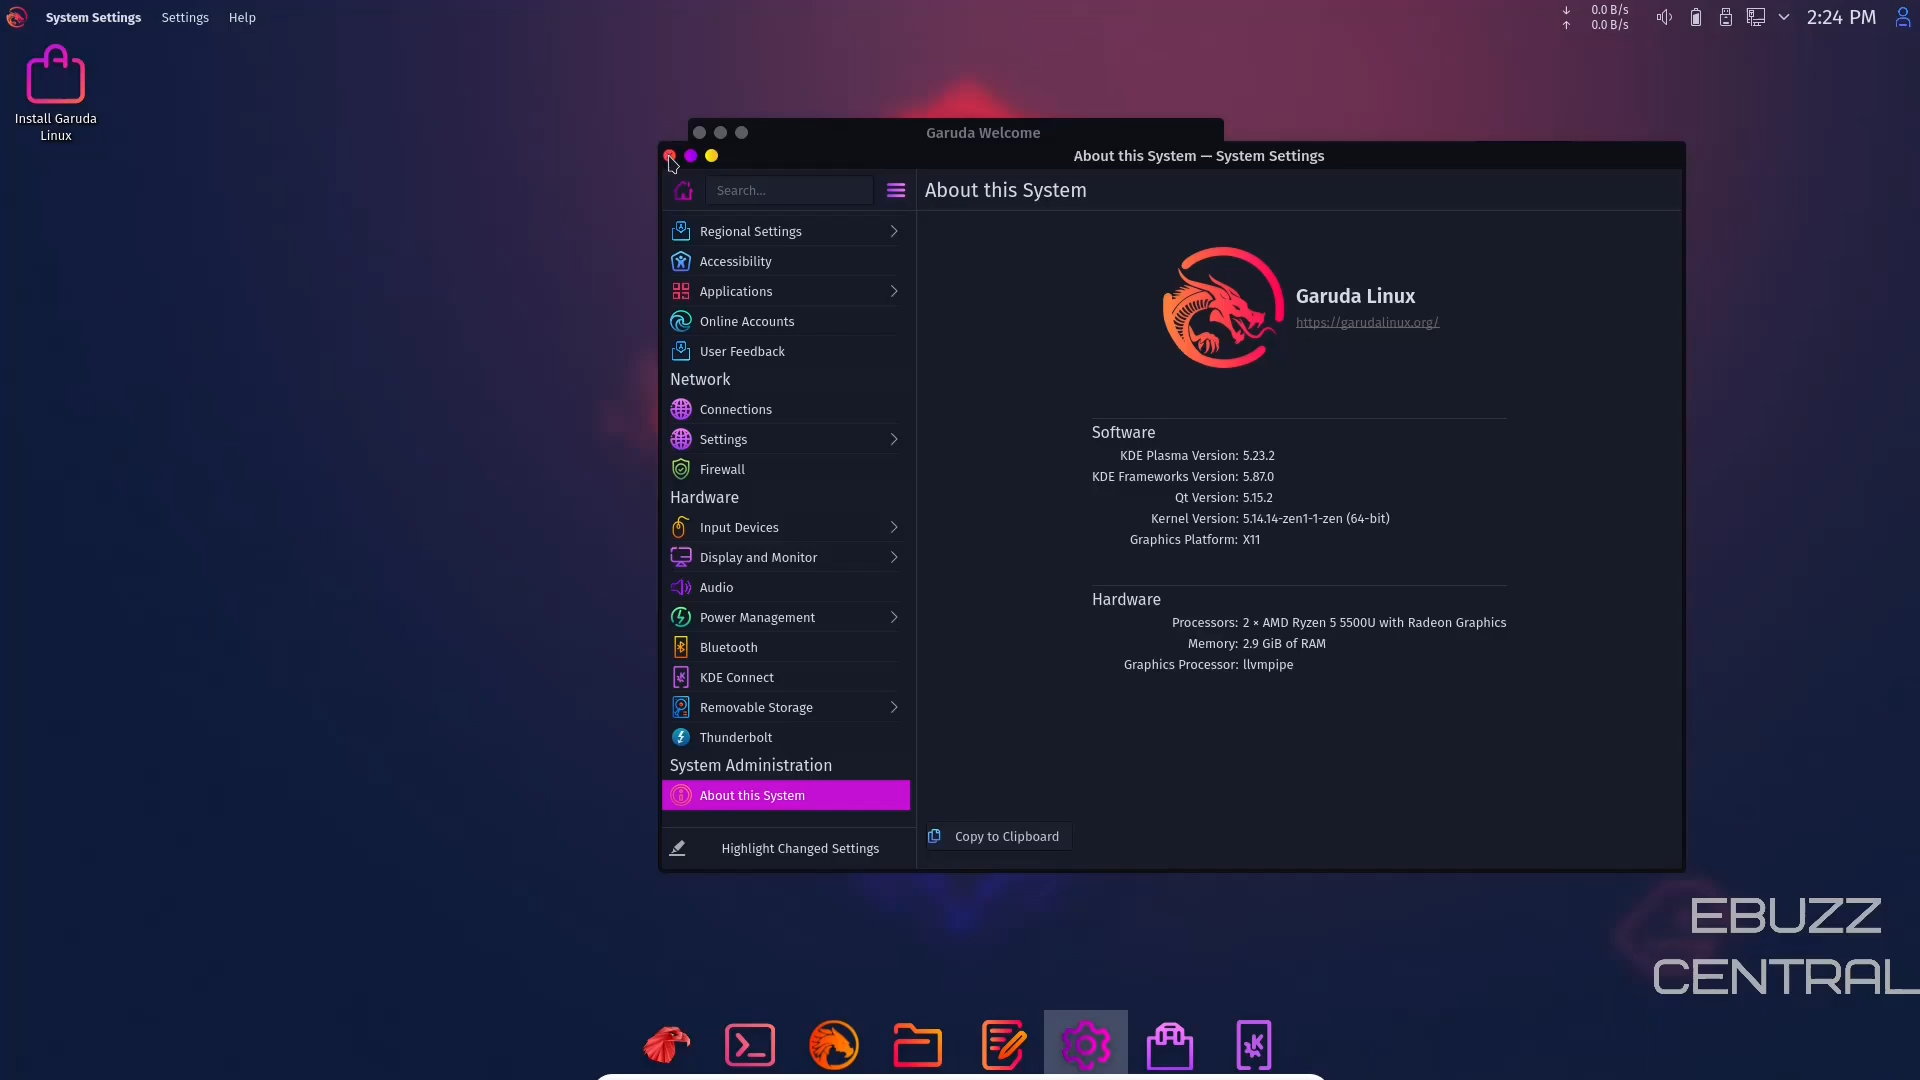 System Settings Settings Help
0.0 B/s
0.0 B/s
2:24 PM
Install Garuda
Linux
Garuda Welcome
About this System — System Settings
Search...
About this System
Regional Settings
Accessibility
Applications
Online Accounts
User Feedback
Network
Connections
Settings
Firewall
Hardware
Input Devices
Display and Monitor
Audio
Power Management
Bluetooth
KDE Connect
Removable Storage
Thunderbolt
System Administration
About this System
Highlight Changed Settings
Garuda Linux
https://garudalinux.org/
Software
KDE Plasma Version: 5.23.2
KDE Frameworks Version: 5.87.0
Qt Version: 5.15.2
Kernel Version: 5.14.14-zen1-1-zen (64-bit)
Graphics Platform: X11
Hardware
Processors: 2 × AMD Ryzen 5 5500U with Radeon Graphics
Memory: 2.9 GiB of RAM
Graphics Processor: llvmpipe
Copy to Clipboard
EBUZZ
CENTRAL